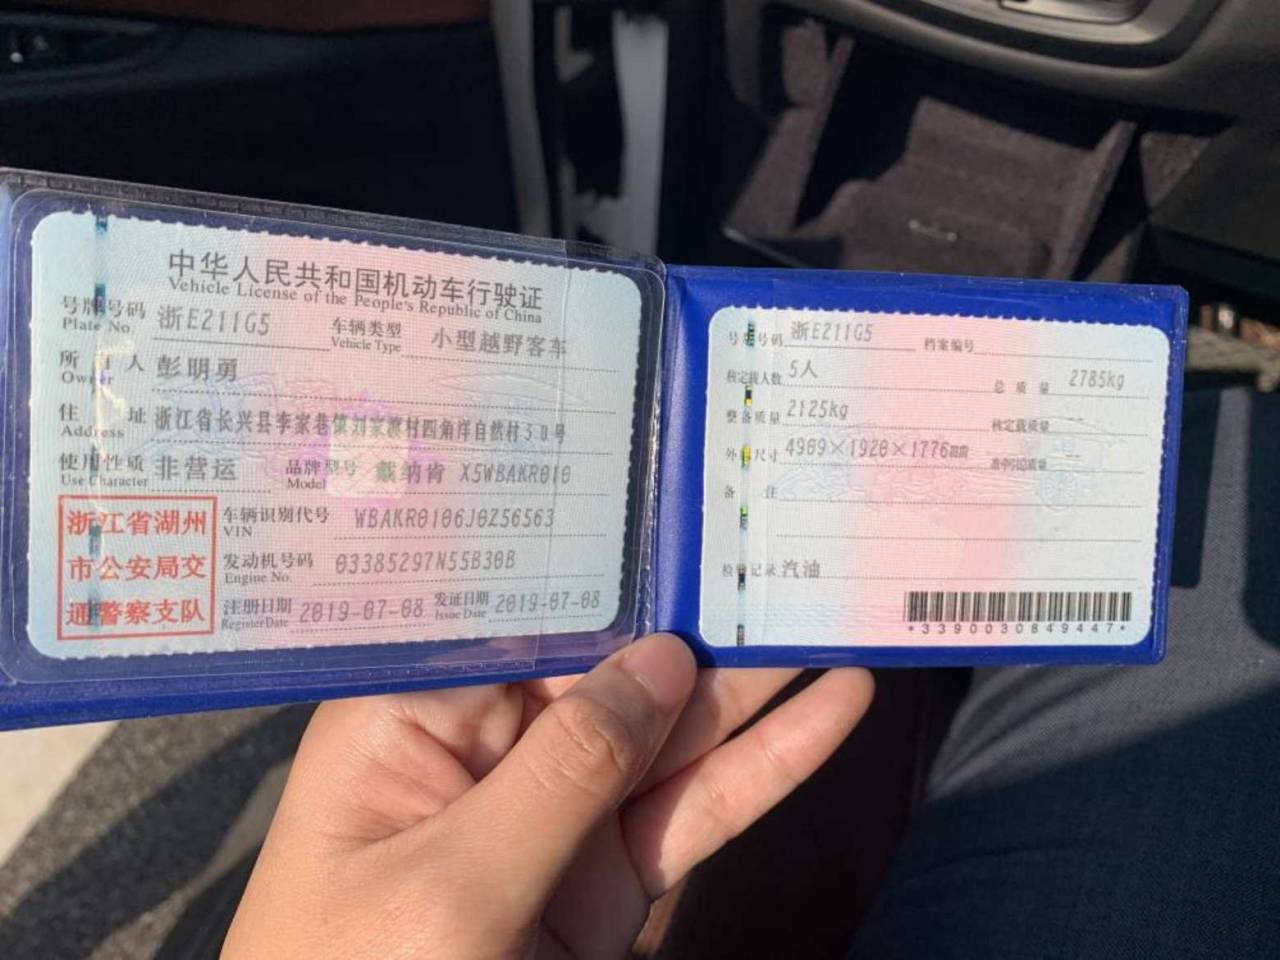 中华人民共和国机动车行驶证
Vehicle License of the People's Republic of China
号牌号码 浙E211G5 车辆类型 小型越野客车
Plate No. Vehicle Type
所有人 彭明勇
Owner
住址 浙江省长兴县李家巷镇刘家渡村四角洋自然村50号
Address
使用性质 非营运 品牌型号 戴纳肯 X5WBAKR010
Use Character Model
浙江省湖州
市公安局交
通警察支队
车辆识别代号 WBAKR0106J0Z56563
VIN
发动机号码 03385297N55B30B
Engine No.
注册日期 2019-07-08 发证日期 2019-07-08
Register Date Issue Date
号牌号码 浙E211G5 档案编号
核定载人数 5人 总质量 2785kg
整备质量 2125kg 核定载质量 --
外廓尺寸 4909×1920×1776mm 准牵引总质量 --
备注
检验记录 汽油
*3390030849447*